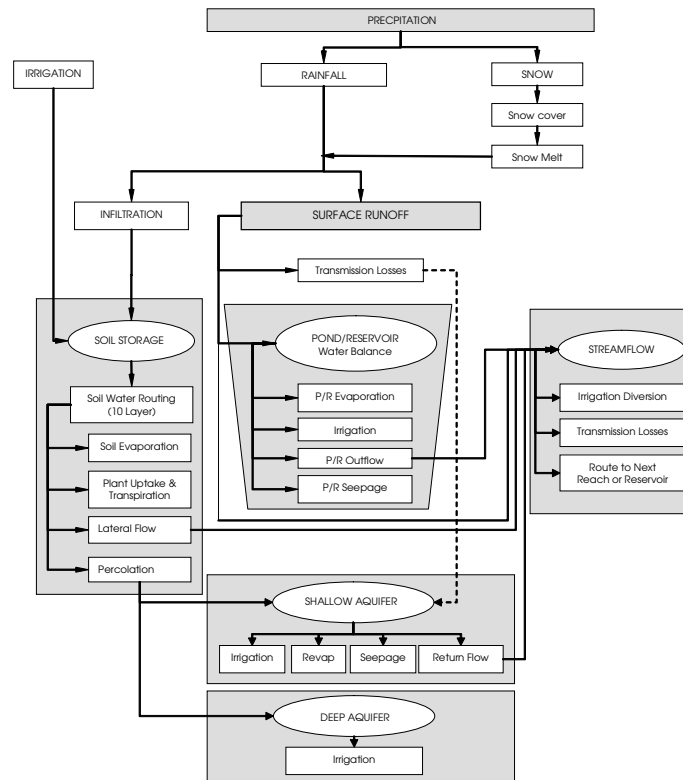 PRECPITATION
IRRIGATION
RAINFALL
SNOW
Snow cover
Snow Melt
INFILTRATION
SURFACE RUNOFF
Transmission Losses
SOIL STORAGE
POND/RESERVOIR
Water Balance
STREAMFLOW
Soil Water Routing
(10 Layer)
P/R Evaporation
Irrigation Diversion
Irrigation
Transmission Losses
Soil Evaporation
P/R Outflow
Route to Next
Reach or Reservoir
Plant Uptake &
Transpiration
P/R Seepage
Lateral Flow
Percolation
SHALLOW AQUIFER
Irrigation
Revap
Seepage
Return Flow
DEEP AQUIFER
Irrigation